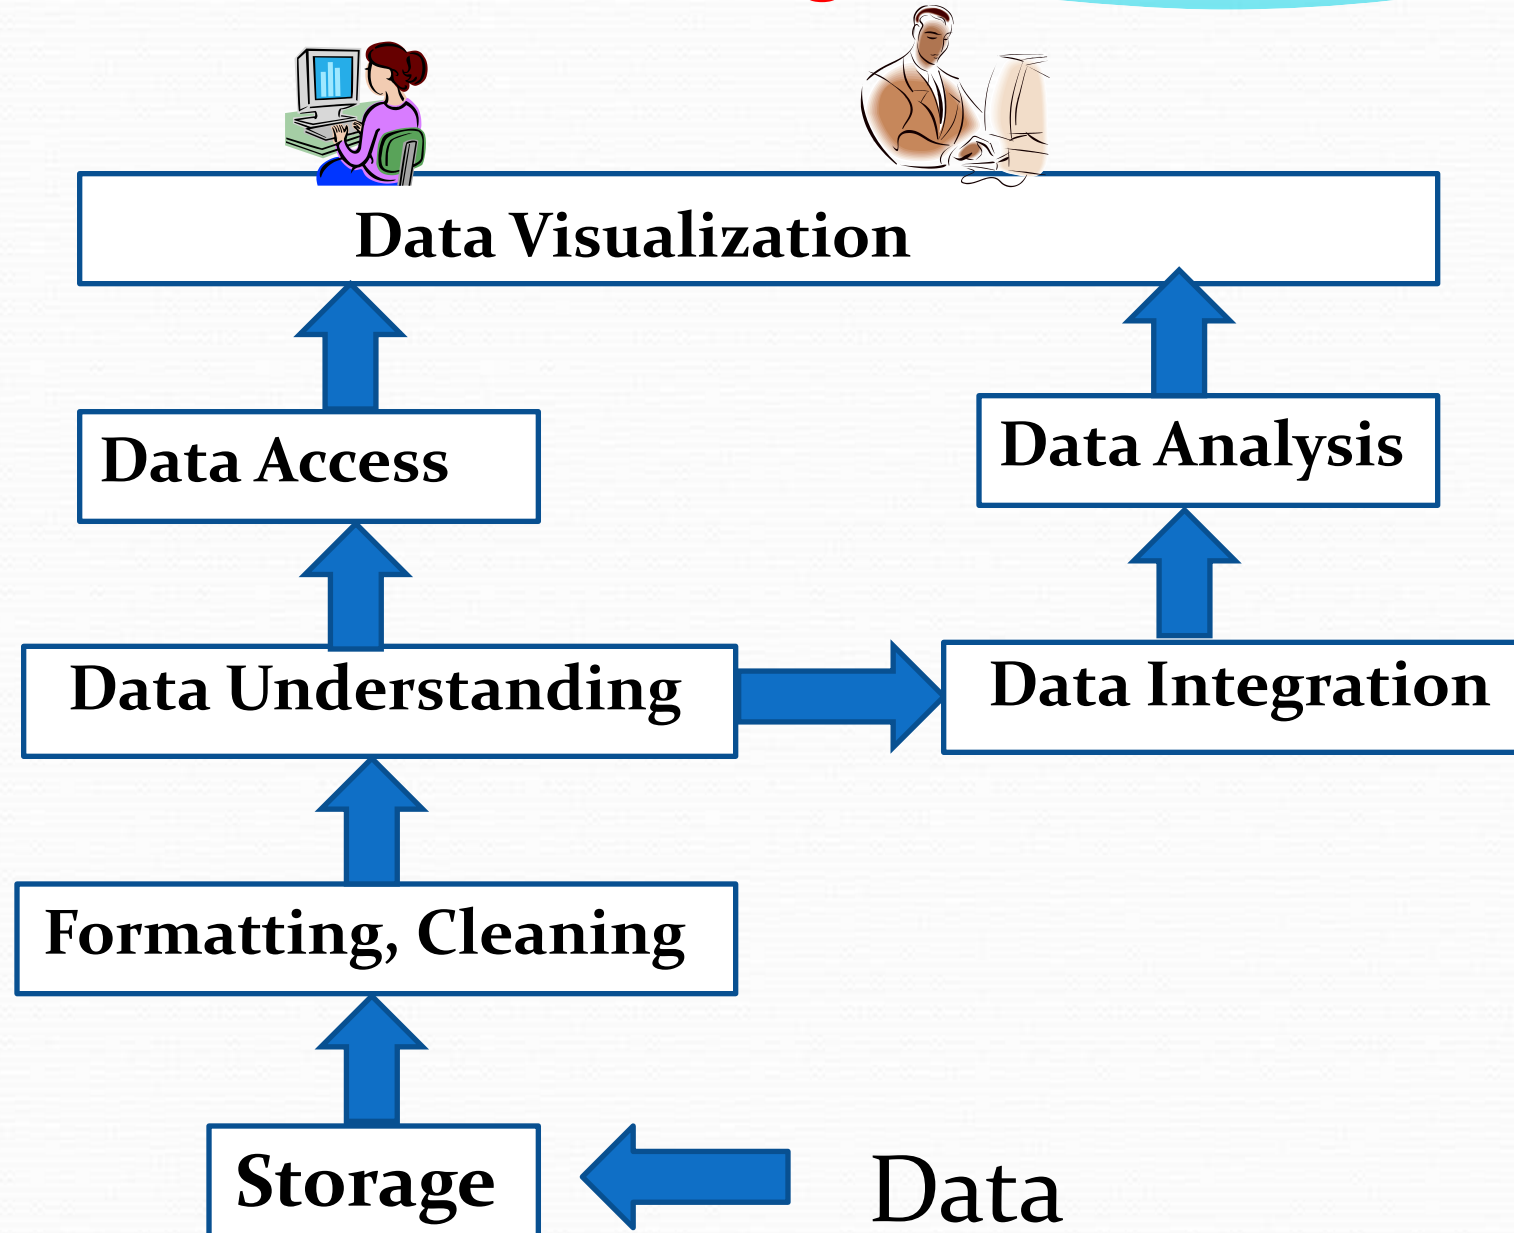 Data Visualization
Data Access
Data Analysis
Data Understanding
Data Integration
Formatting, Cleaning
Storage
Data